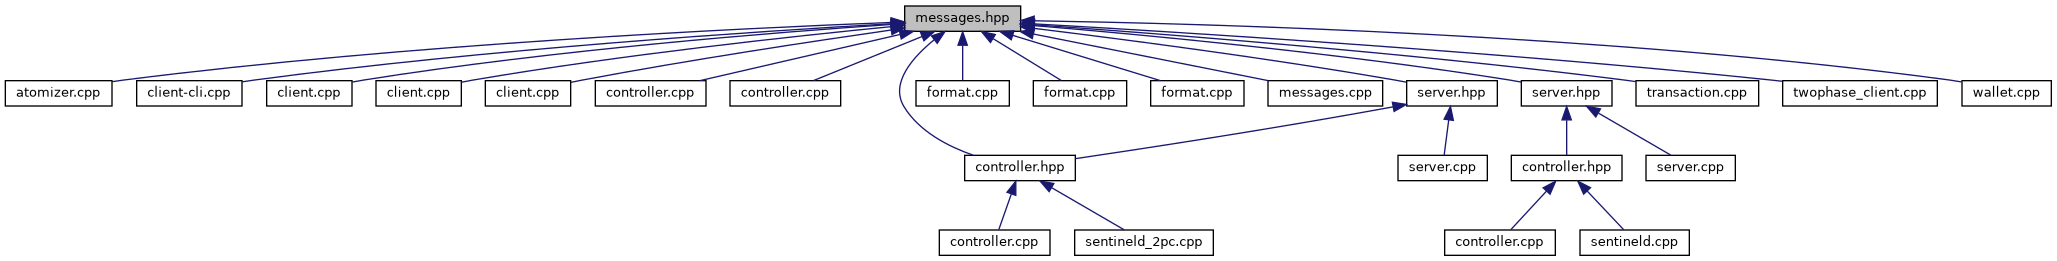 messages.hpp
atomizer.cpp
client-cli.cpp
client.cpp
client.cpp
client.cpp
controller.cpp
controller.cpp
format.cpp
format.cpp
format.cpp
messages.cpp
server.hpp
server.hpp
transaction.cpp
twophase_client.cpp
wallet.cpp
controller.hpp
server.cpp
controller.hpp
server.cpp
controller.cpp
sentineld_2pc.cpp
controller.cpp
sentineld.cpp